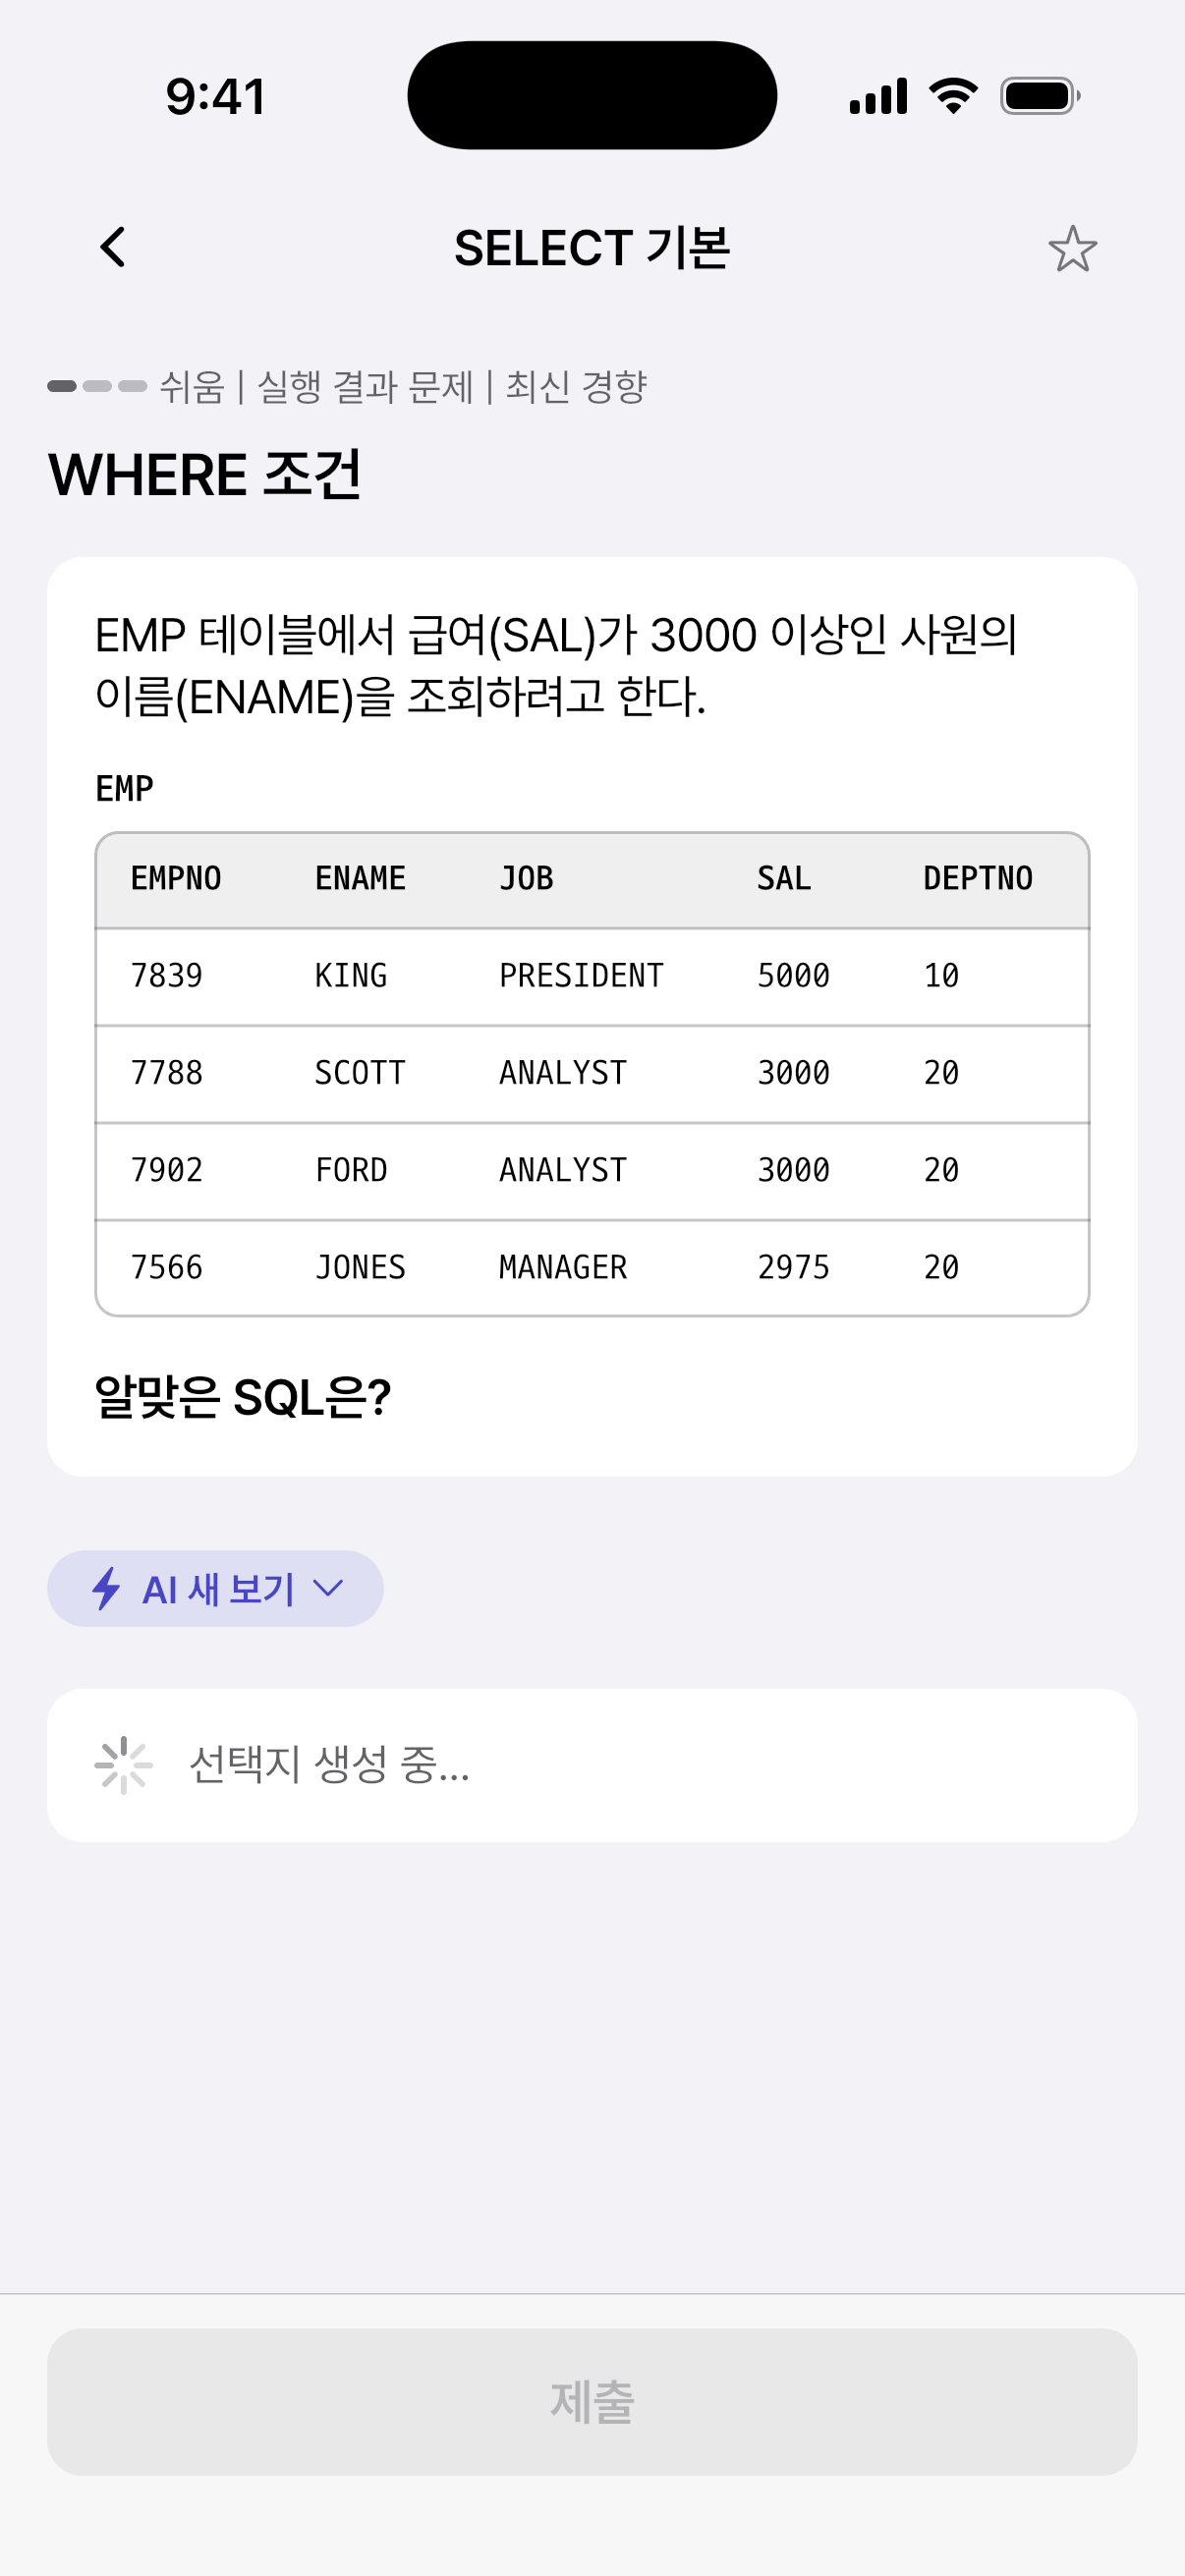 9:41
SELECT 기본
쉬움 | 실행 결과 문제 | 최신 경향
WHERE 조건
EMP 테이블에서 급여(SAL)가 3000 이상인 사원의
이름(ENAME)을 조회하려고 한다.
EMP
EMPNO ENAME JOB SAL DEPTNO
7839 KING PRESIDENT 5000 10
7788 SCOTT ANALYST 3000 20
7902 FORD ANALYST 3000 20
7566 JONES MANAGER 2975 20
알맞은 SQL은?
AI 새 보기
선택지 생성 중...
제출